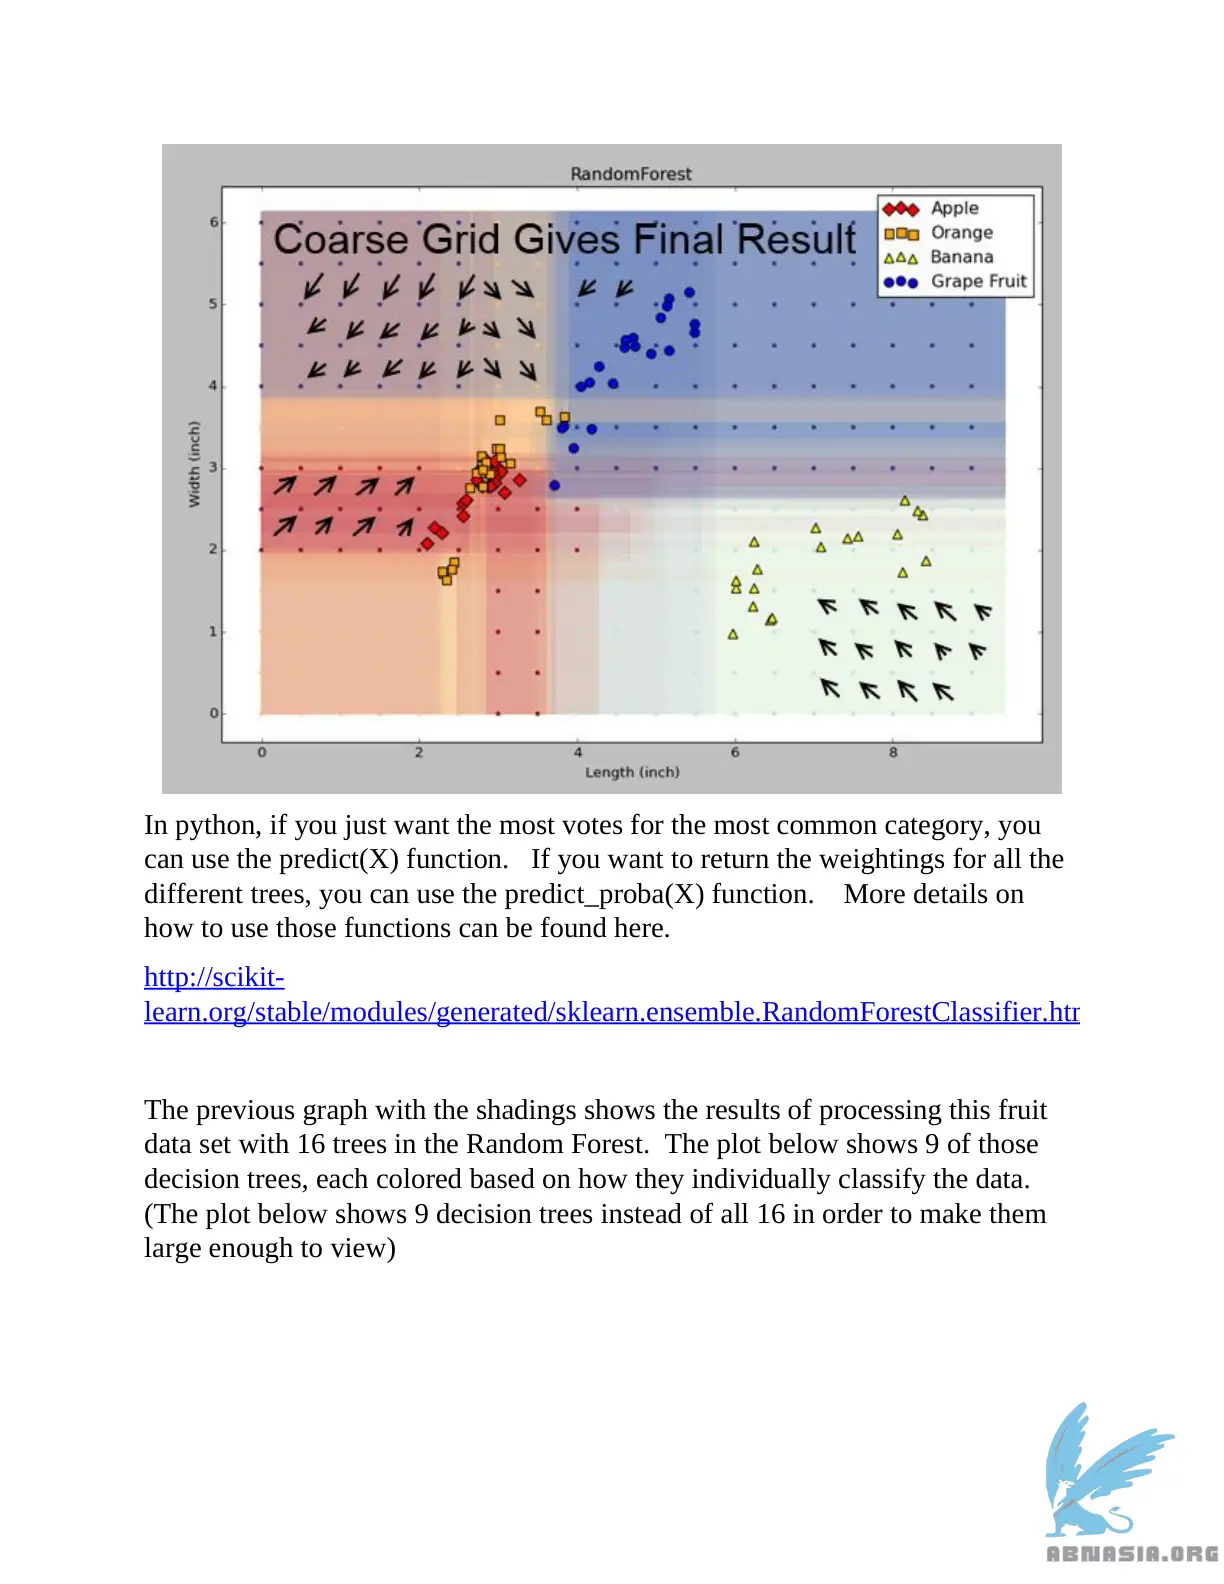 RandomForest
Coarse Grid Gives Final Result
Apple
Orange
Banana
Grape Fruit
6
5
4
3
2
1
0
Width (inch)
0 2 4 6 8
Length (inch)
In python, if you just want the most votes for the most common category, you
can use the predict(X) function. If you want to return the weightings for all the
different trees, you can use the predict_proba(X) function. More details on
how to use those functions can be found here.
http://scikit-
learn.org/stable/modules/generated/sklearn.ensemble.RandomForestClassifier.htm
The previous graph with the shadings shows the results of processing this fruit
data set with 16 trees in the Random Forest. The plot below shows 9 of those
decision trees, each colored based on how they individually classify the data.
(The plot below shows 9 decision trees instead of all 16 in order to make them
large enough to view)
ABNASIA.ORG